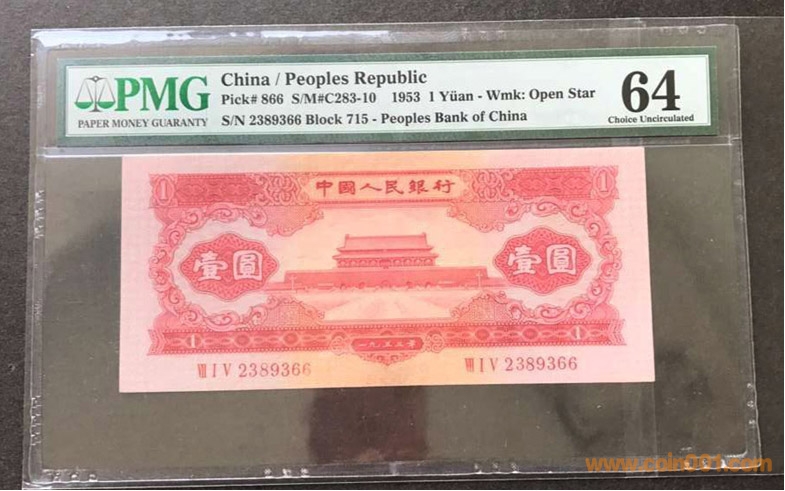 PMG
PAPER MONEY GUARANTY
China / Peoples Republic
Pick# 866 S/M#C283-10 1953 1 Yüan - Wmk: Open Star
S/N 2389366 Block 715 - Peoples Bank of China
64
Choice Uncirculated
1
中國人民銀行
1
壹圓
壹圓
1
一九五三年
1
VIII I V 2389366
VIII I V 2389366
www.coin001.com